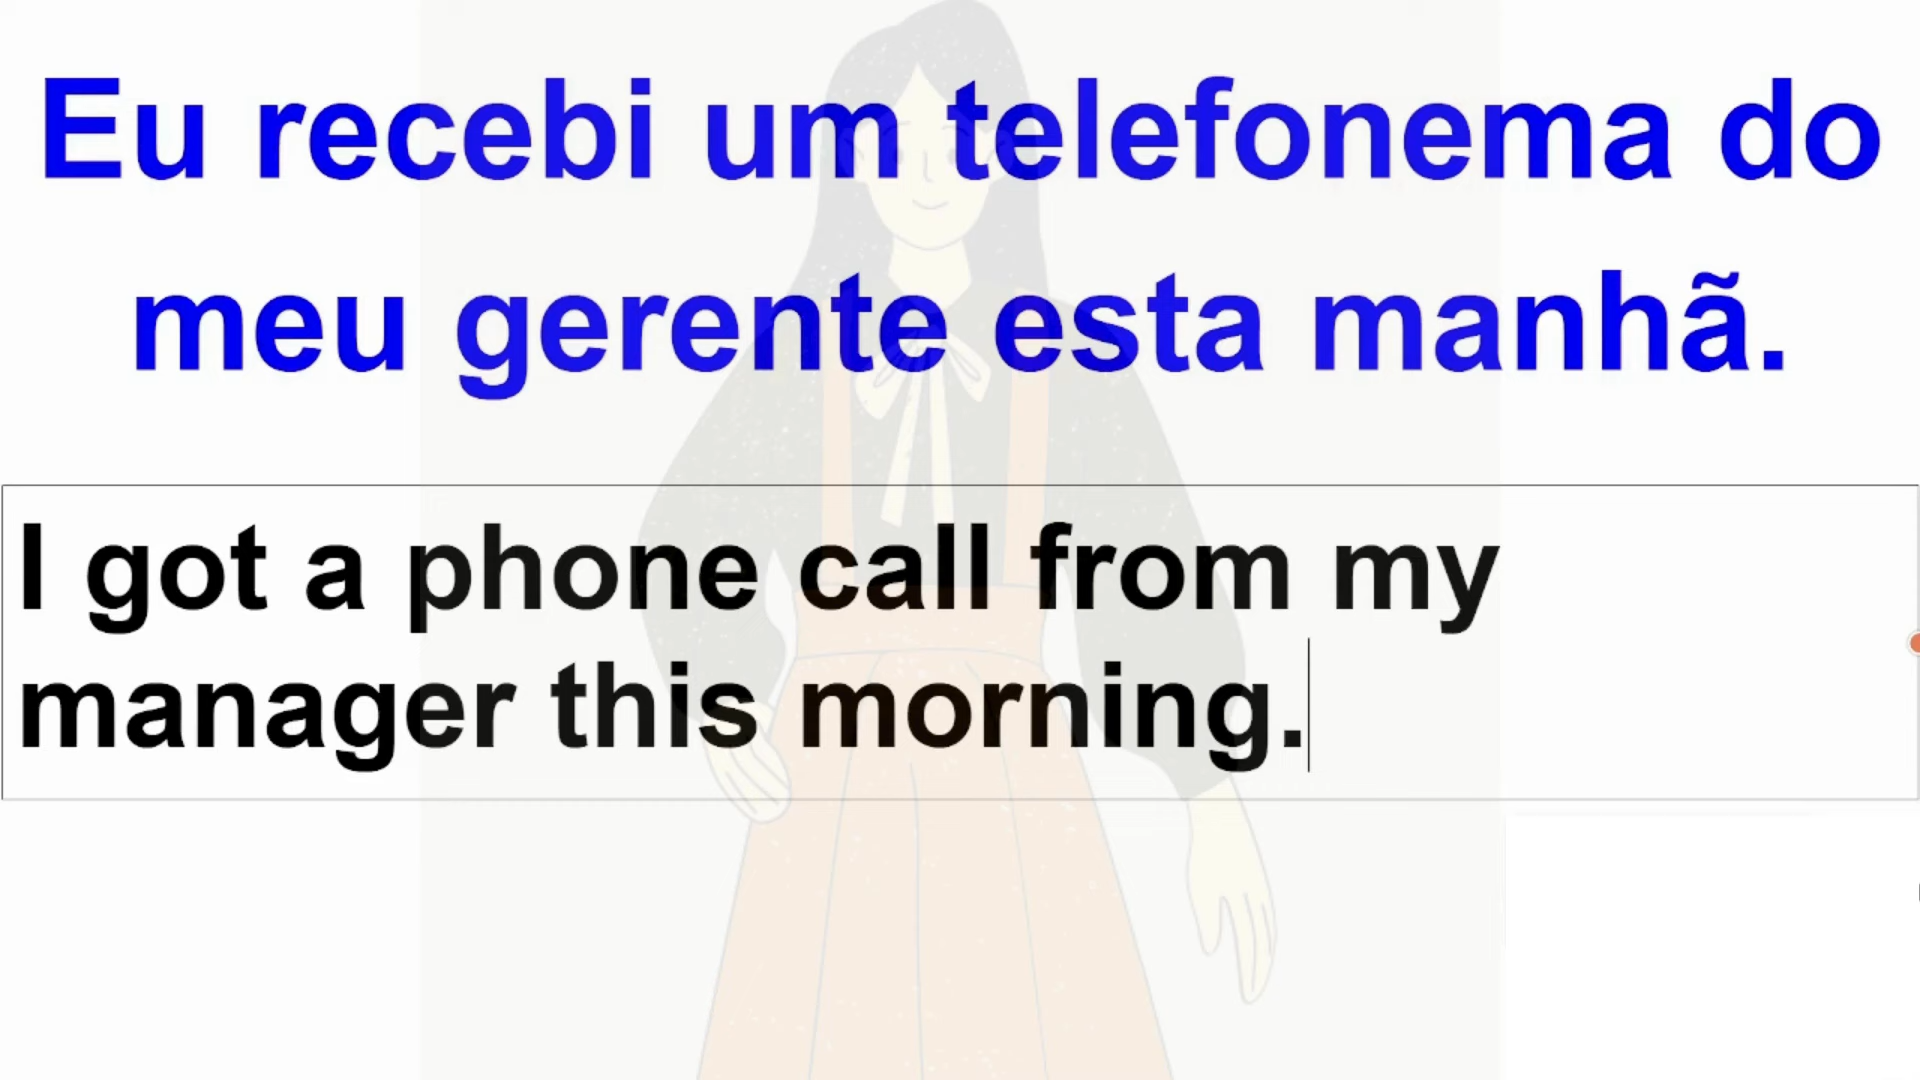 Eu recebi um telefonema do
meu gerente esta manhã.
I got a phone call from my
manager this morning.